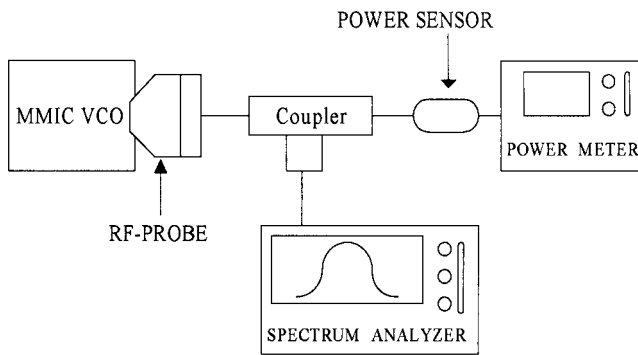 POWER SENSOR
MMIC VCO
Coupler
POWER METER
RF-PROBE
SPECTRUM ANALYZER